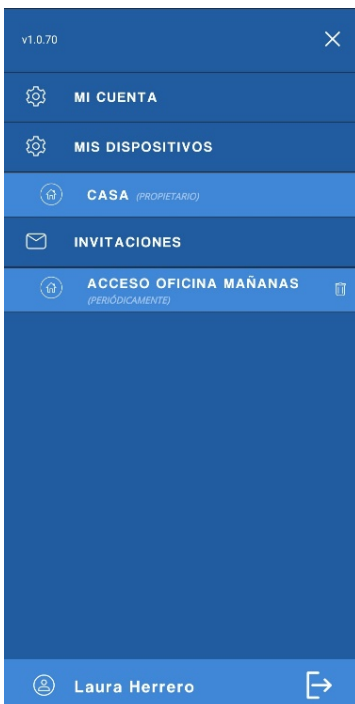 v1.0.70
MI CUENTA
MIS DISPOSITIVOS
CASA (PROPIETARIO)
INVITACIONES
ACCESO OFICINA MAÑANAS
(PERIÓDICAMENTE)
Laura Herrero